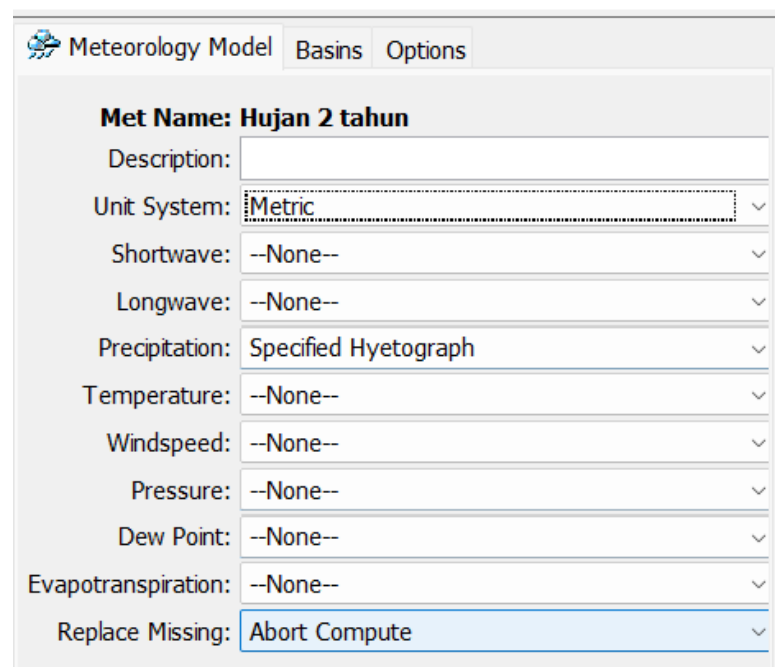 Meteorology Model Basins Options
Met Name: Hujan 2 tahun
Description:
Unit System: Metric
Shortwave: --None--
Longwave: --None--
Precipitation: Specified Hyetograph
Temperature: --None--
Windspeed: --None--
Pressure: --None--
Dew Point: --None--
Evapotranspiration: --None--
Replace Missing: Abort Compute